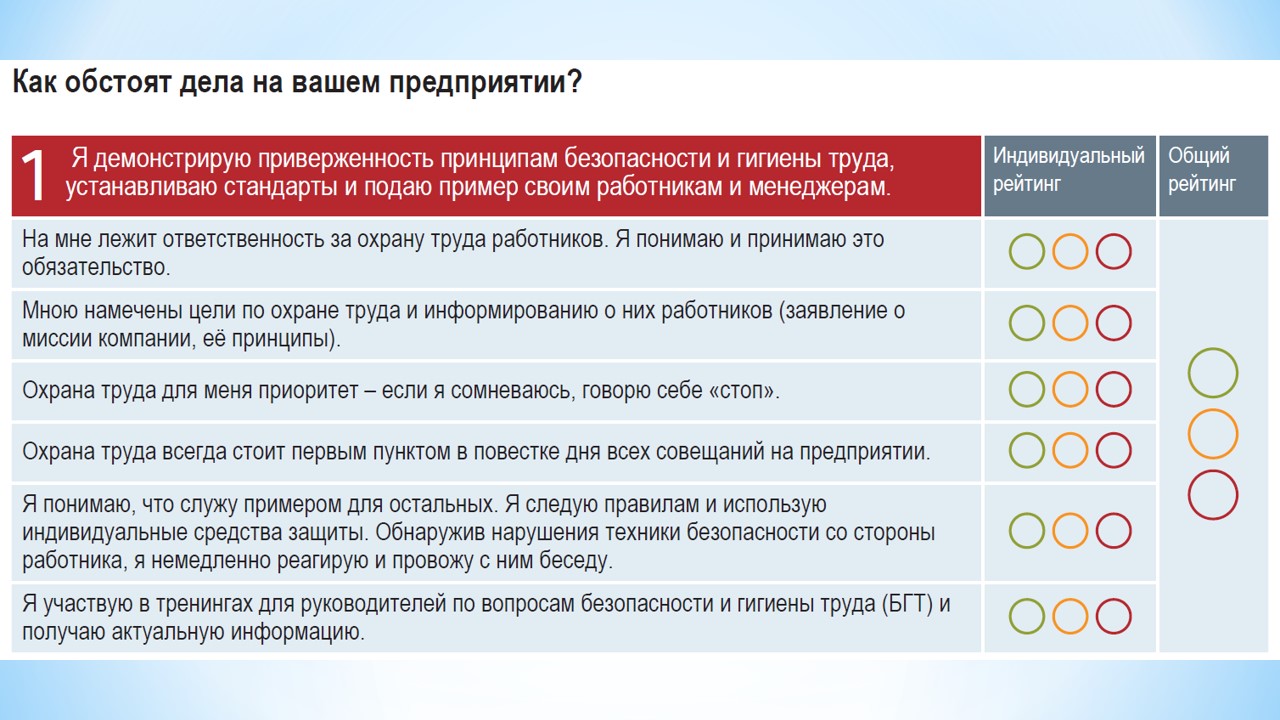 Как обстоят дела на вашем предприятии?
1 Я демонстрирую приверженность принципам безопасности и гигиены труда,
устанавливаю стандарты и подаю пример своим работникам и менеджерам.
Индивидуальный
рейтинг
Общий
рейтинг
На мне лежит ответственность за охрану труда работников. Я понимаю и принимаю это
обязательство.
Мною намечены цели по охране труда и информированию о них работников (заявление о
миссии компании, её принципы).
Охрана труда для меня приоритет – если я сомневаюсь, говорю себе «стоп».
Охрана труда всегда стоит первым пунктом в повестке дня всех совещаний на предприятии.
Я понимаю, что служу примером для остальных. Я следую правилам и использую
индивидуальные средства защиты. Обнаружив нарушения техники безопасности со стороны
работника, я немедленно реагирую и провожу с ним беседу.
Я участвую в тренингах для руководителей по вопросам безопасности и гигиены труда (БГТ) и
получаю актуальную информацию.